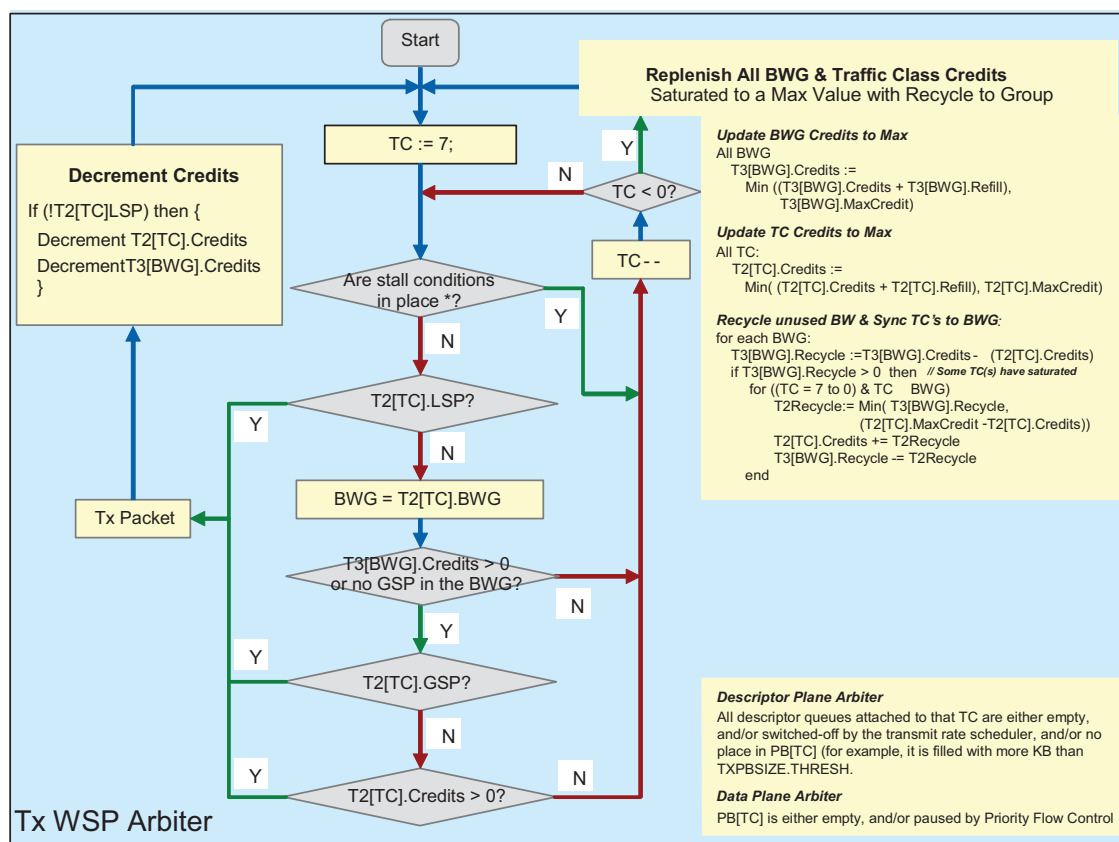 Start
Replenish All BWG & Traffic Class Credits
Saturated to a Max Value with Recycle to Group
TC := 7;
Y
N
TC < 0?
TC - -
Decrement Credits
If (!T2[TC]LSP) then {
Decrement T2[TC].Credits
DecrementT3[BWG].Credits
}
Update BWG Credits to Max
All BWG
T3[BWG].Credits :=
Min ((T3[BWG].Credits + T3[BWG].Refill),
T3[BWG].MaxCredit)
Update TC Credits to Max
All TC:
T2[TC].Credits :=
Min( (T2[TC].Credits + T2[TC].Refill), T2[TC].MaxCredit)
Recycle unused BW & Sync TC's to BWG:
for each BWG:
T3[BWG].Recycle :=T3[BWG].Credits - (T2[TC].Credits)
if T3[BWG].Recycle > 0 then // Some TC(s) have saturated
for ((TC = 7 to 0) & TC BWG)
T2Recycle:= Min( T3[BWG].Recycle,
(T2[TC].MaxCredit -T2[TC].Credits))
T2[TC].Credits += T2Recycle
T3[BWG].Recycle -= T2Recycle
end
Are stall conditions
in place *?
Y
N
T2[TC].LSP?
Y
N
BWG = T2[TC].BWG
Tx Packet
T3[BWG].Credits > 0
or no GSP in the BWG?
N
Y
Y
T2[TC].GSP?
N
Y
T2[TC].Credits > 0?
N
Descriptor Plane Arbiter
All descriptor queues attached to that TC are either empty,
and/or switched-off by the transmit rate scheduler, and/or no
place in PB[TC] (for example, it is filled with more KB than
TXPBSIZE.THRESH.
Data Plane Arbiter
PB[TC] is either empty, and/or paused by Priority Flow Control
Tx WSP Arbiter